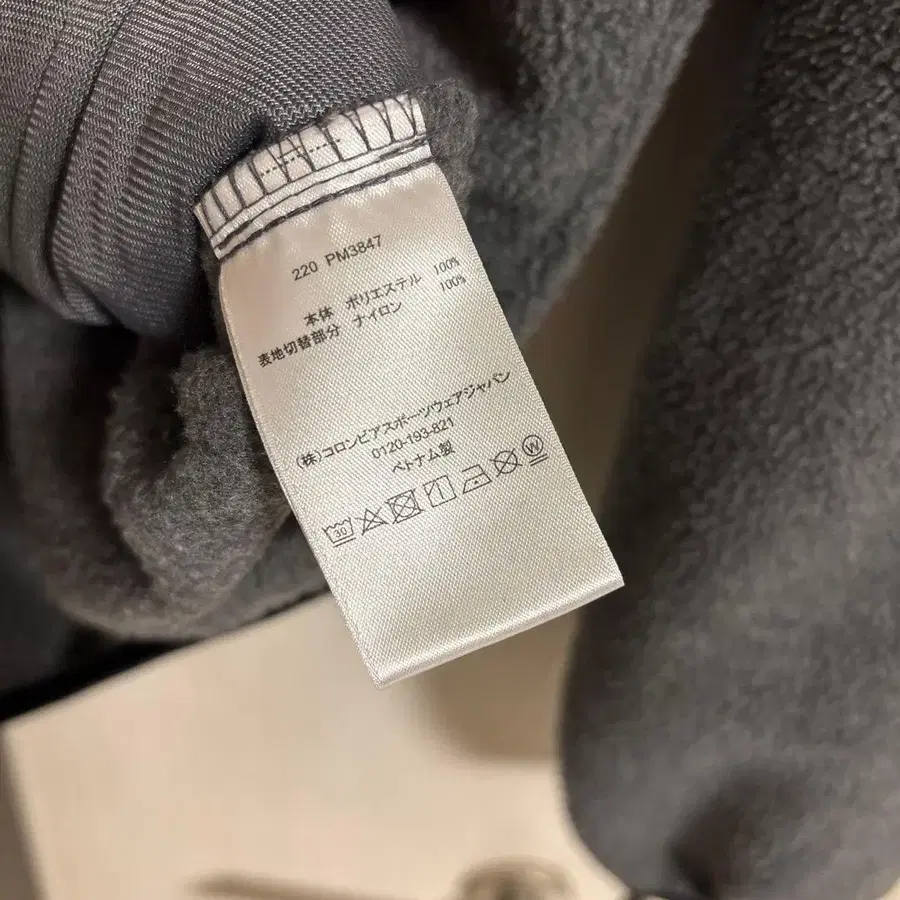 220 PM3847
本体 ポリエステル 100%
表地切替部分 ナイロン 100%
(株)コロンビアスポーツウェアジャパン
0120-193-821
ベトナム製
30